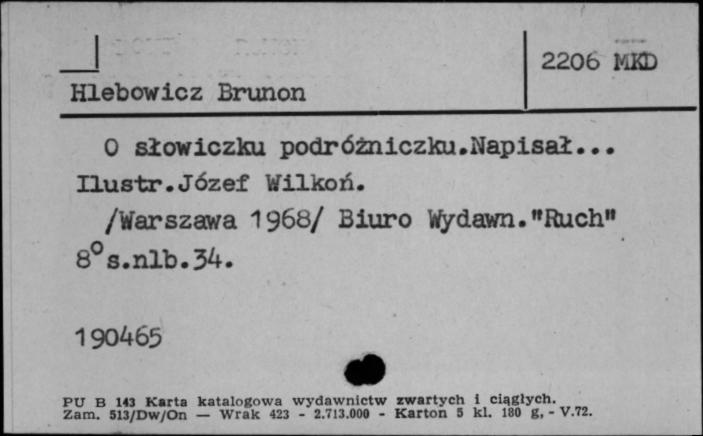 2206 MKD
Hlebowicz Brunon
O słowiczku podróżniczku.Napisał...
Ilustr.Józef Wilkoń.
/Warszawa 1968/ Biuro Wydawn."Ruch"
8° s.nlb.34.
190465
PU B 143 Karta katalogowa wydawnictw zwartych i ciągłych.
Zam. 513/Dw/On — Wrak 423 - 2.713.000 - Karton 5 kl. 180 g, - V.72.